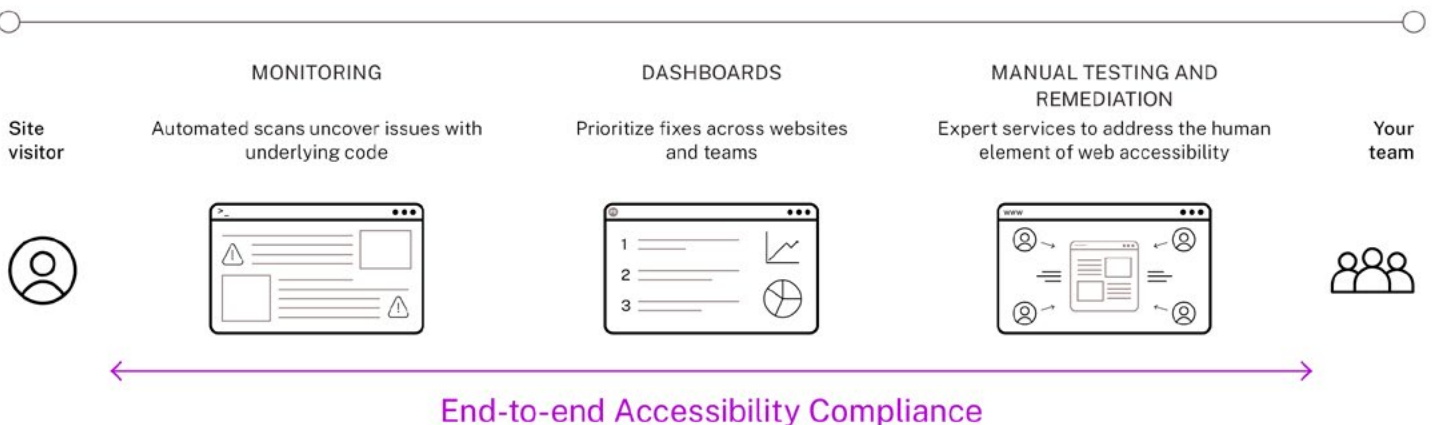 MONITORING
DASHBOARDS
MANUAL TESTING AND
REMEDIATION
Site
visitor
Automated scans uncover issues with
underlying code
Prioritize fixes across websites
and teams
Expert services to address the human
element of web accessibility
Your
team
>_
www
1
2
3
End-to-end Accessibility Compliance